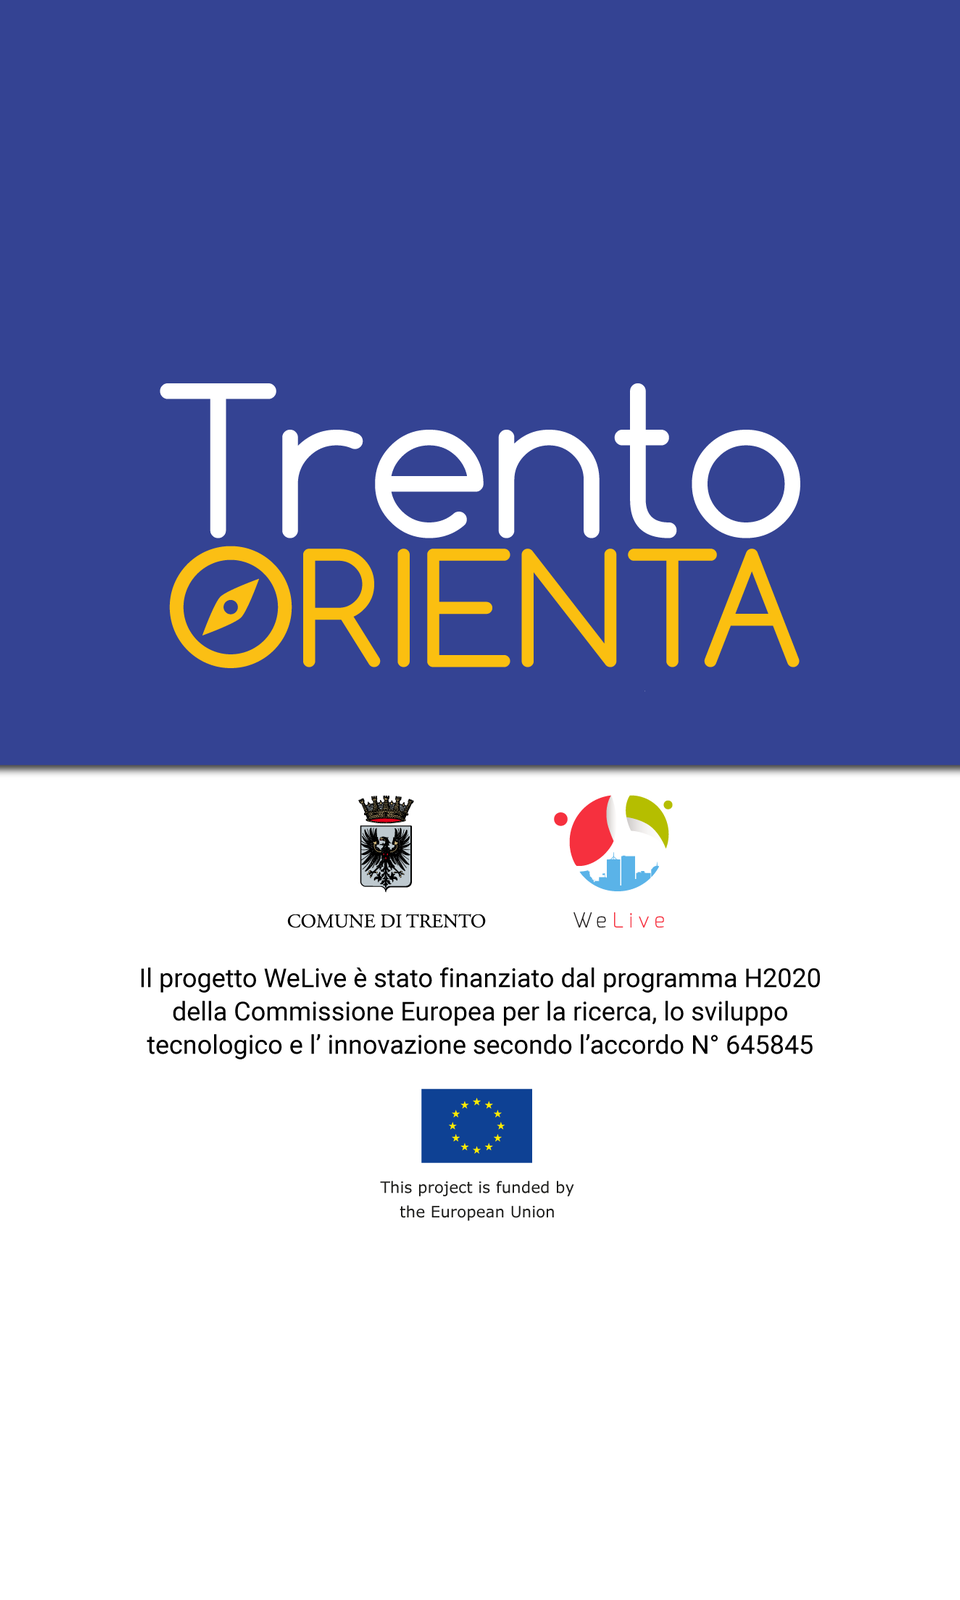 Trento
ORIENTA
COMUNE DI TRENTO
WeLive
Il progetto WeLive è stato finanziato dal programma H2020
della Commissione Europea per la ricerca, lo sviluppo
tecnologico e l’ innovazione secondo l’accordo N° 645845
This project is funded by
the European Union